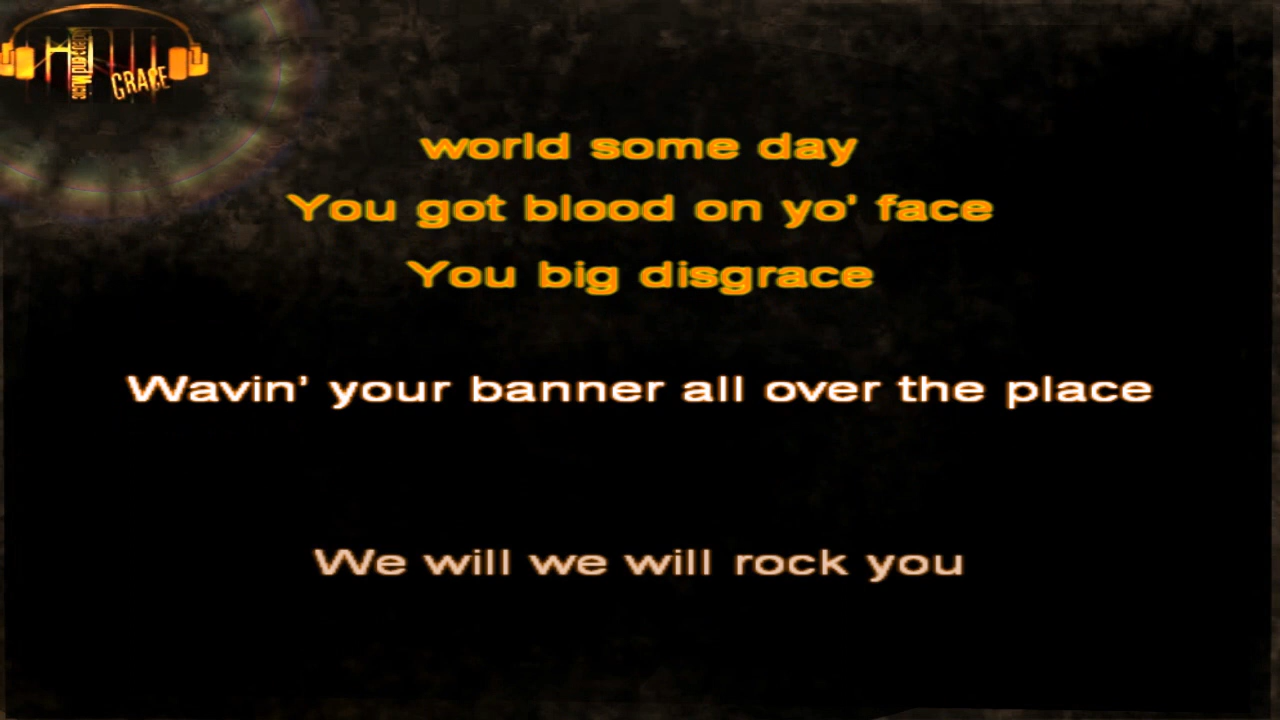 GRACE
world some day
You got blood on yo' face
You big disgrace
Wavin' your banner all over the place
We will we will rock you